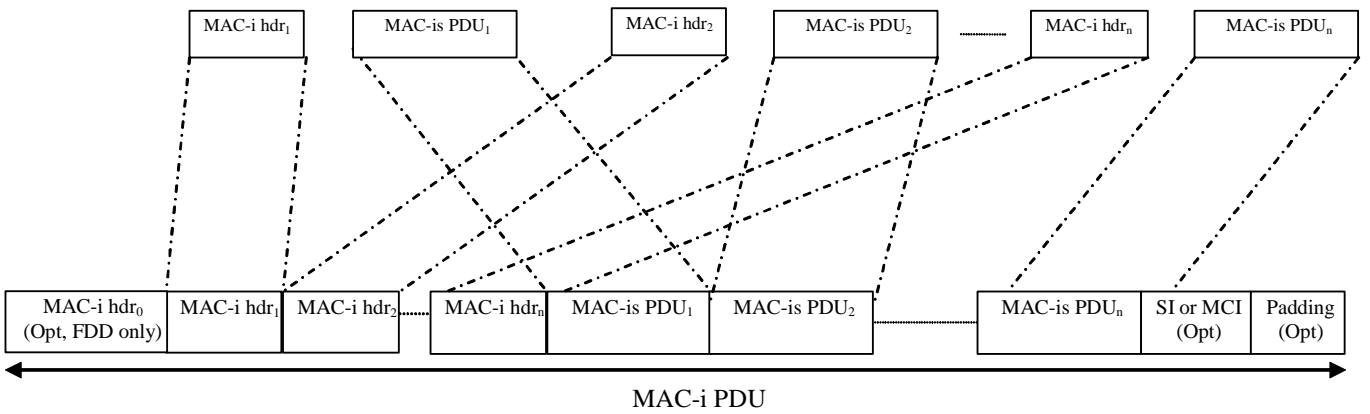 MAC-i hdr₁ MAC-is PDU₁ MAC-i hdr₂ MAC-is PDU₂ MAC-i hdrₙ MAC-is PDUₙ
MAC-i hdr₀ MAC-i hdr₁ MAC-i hdr₂ MAC-i hdrₙ MAC-is PDU₁ MAC-is PDU₂ MAC-is PDUₙ SI or MCI Padding
(Opt, FDD only) (Opt) (Opt)
MAC-i PDU